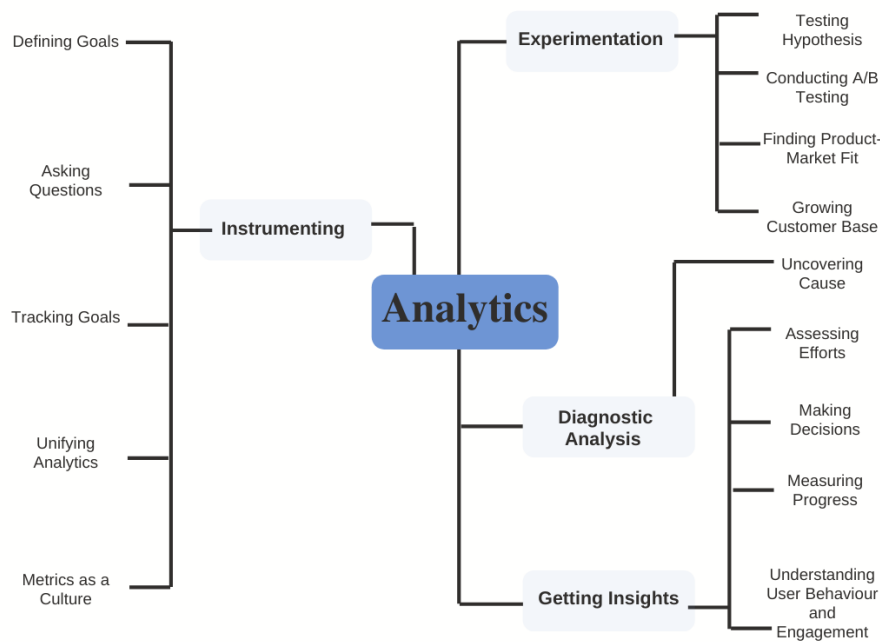 Defining Goals
Asking
Questions
Tracking Goals
Unifying
Analytics
Metrics as a
Culture
Instrumenting
Analytics
Experimentation
Testing
Hypothesis
Conducting A/B
Testing
Finding Product-
Market Fit
Growing
Customer Base
Diagnostic
Analysis
Uncovering
Cause
Getting Insights
Assessing
Efforts
Making
Decisions
Measuring
Progress
Understanding
User Behaviour
and
Engagement